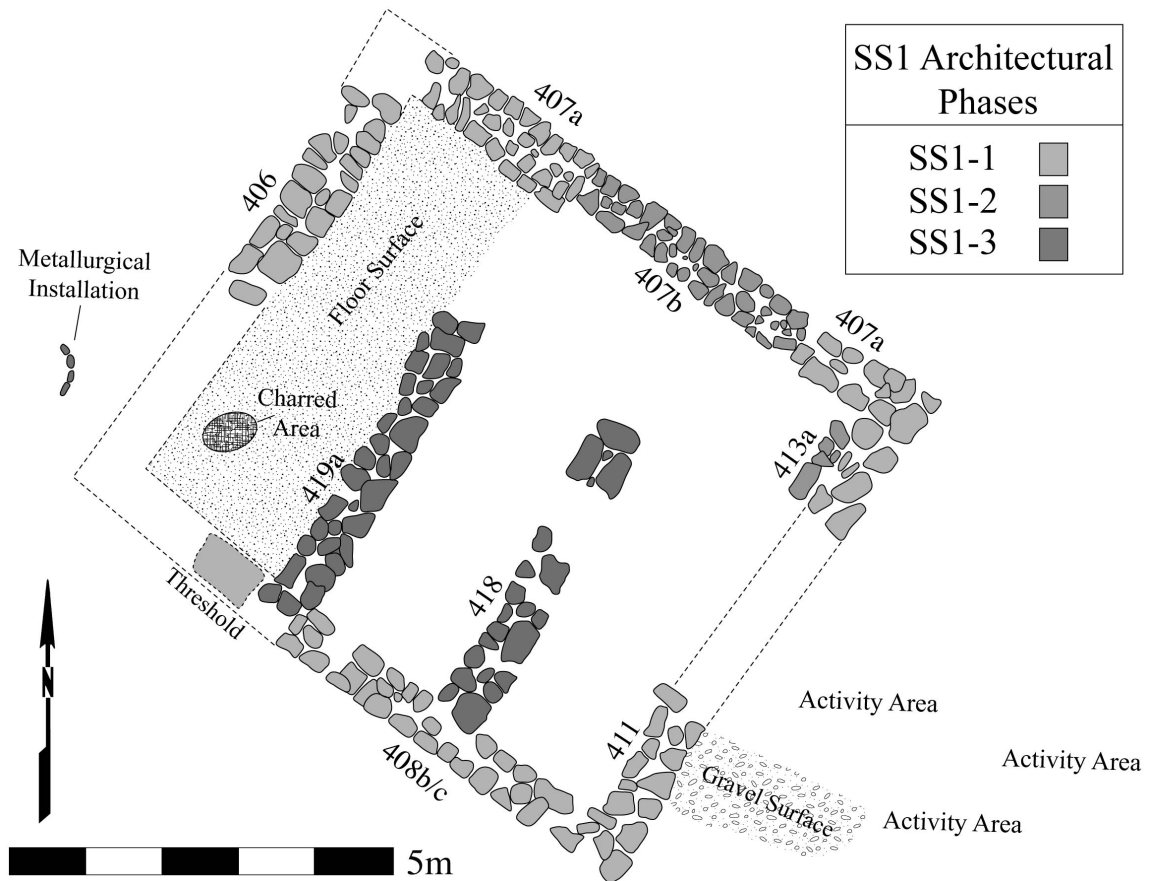 SS1 Architectural
Phases
SS1-1
SS1-2
SS1-3
407a
406
Metallurgical
Installation
Floor Surface
407b
407a
Charred
Area
419a
413a
Threshold
418
N
408b/c
411
Activity Area
Activity Area
Gravel Surface
Activity Area
5m